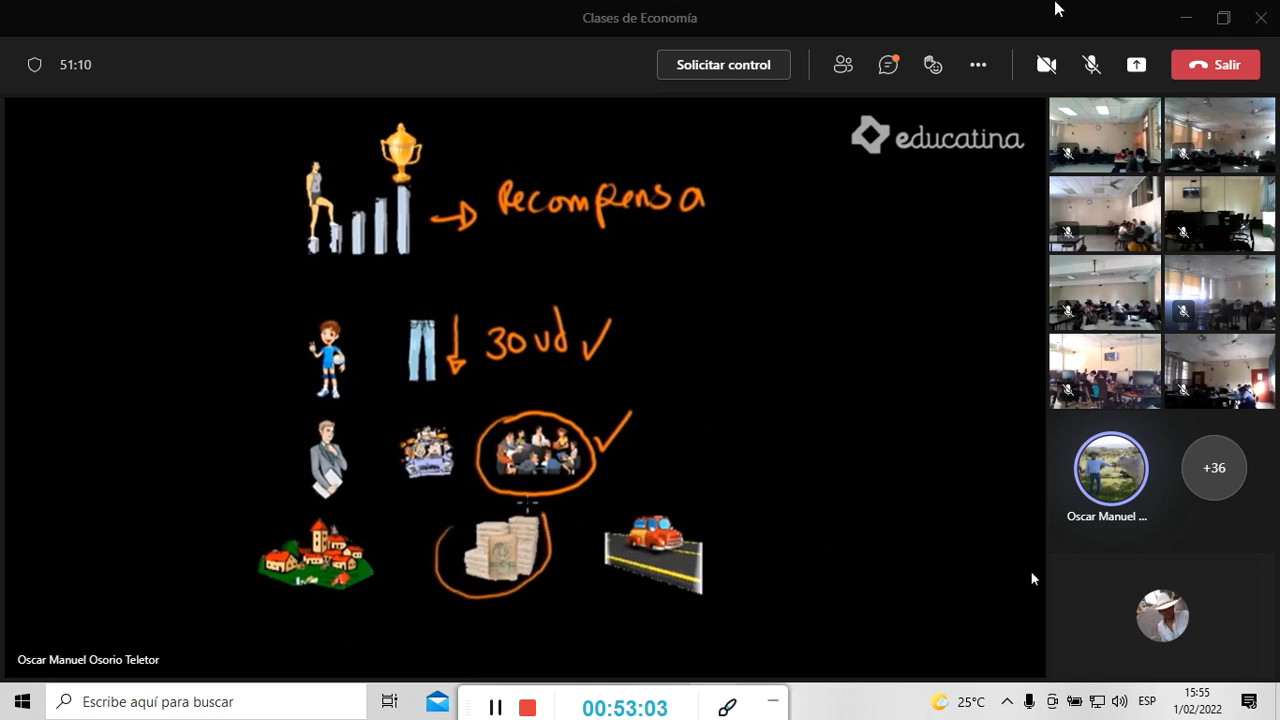 Clases de Economía
51:10
Solicitar control
Salir
educatina
Recompensa
30 ud
Oscar Manuel ...
+36
Oscar Manuel Osorio Teletor
Escribe aquí para buscar
00:53:03
25°C
ESP
15:55
1/02/2022